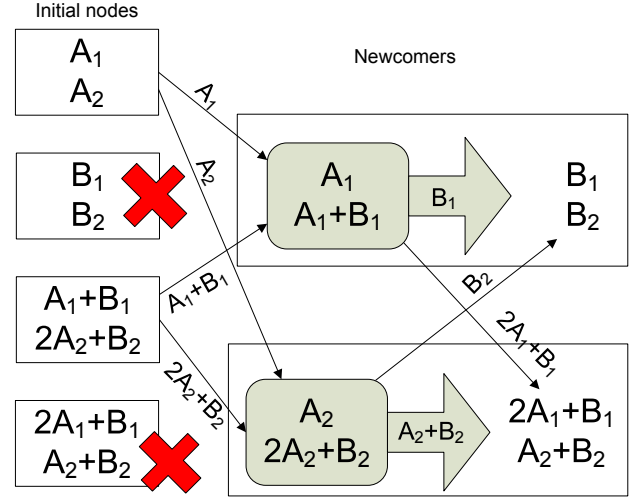 Initial nodes
A₁
A₂
B₁
B₂
A₁+B₁
2A₂+B₂
2A₁+B₁
A₂+B₂
A₁
A₂
A₁+B₁
2A₂+B₂
Newcomers
A₁
A₁+B₁
B₁
B₁
B₂
B₂
2A₁+B₁
A₂
2A₂+B₂
A₂+B₂
2A₁+B₁
A₂+B₂